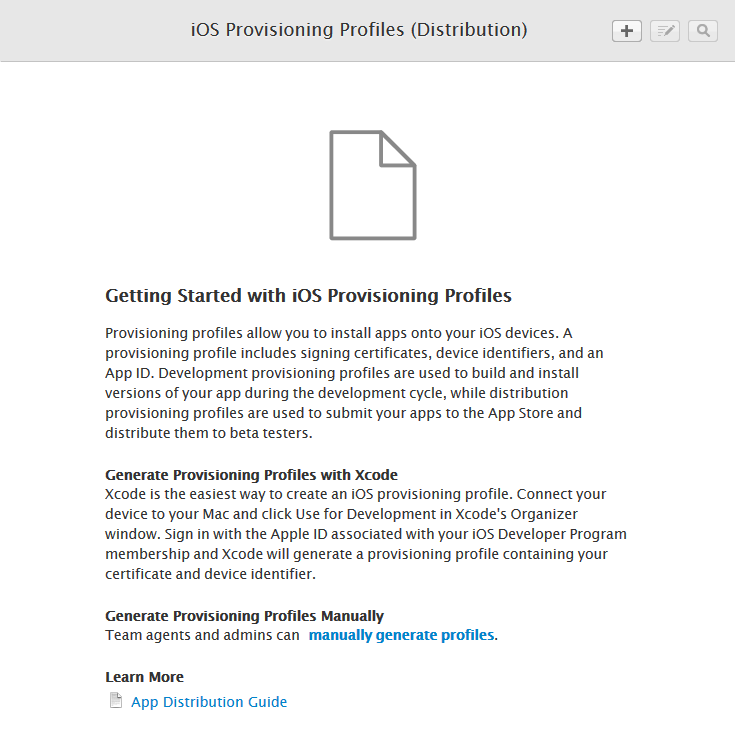 iOS Provisioning Profiles (Distribution)
Getting Started with iOS Provisioning Profiles
Provisioning profiles allow you to install apps onto your iOS devices. A
provisioning profile includes signing certificates, device identifiers, and an
App ID. Development provisioning profiles are used to build and install
versions of your app during the development cycle, while distribution
provisioning profiles are used to submit your apps to the App Store and
distribute them to beta testers.
Generate Provisioning Profiles with Xcode
Xcode is the easiest way to create an iOS provisioning profile. Connect your
device to your Mac and click Use for Development in Xcode's Organizer
window. Sign in with the Apple ID associated with your iOS Developer Program
membership and Xcode will generate a provisioning profile containing your
certificate and device identifier.
Generate Provisioning Profiles Manually
Team agents and admins can manually generate profiles.
Learn More
App Distribution Guide